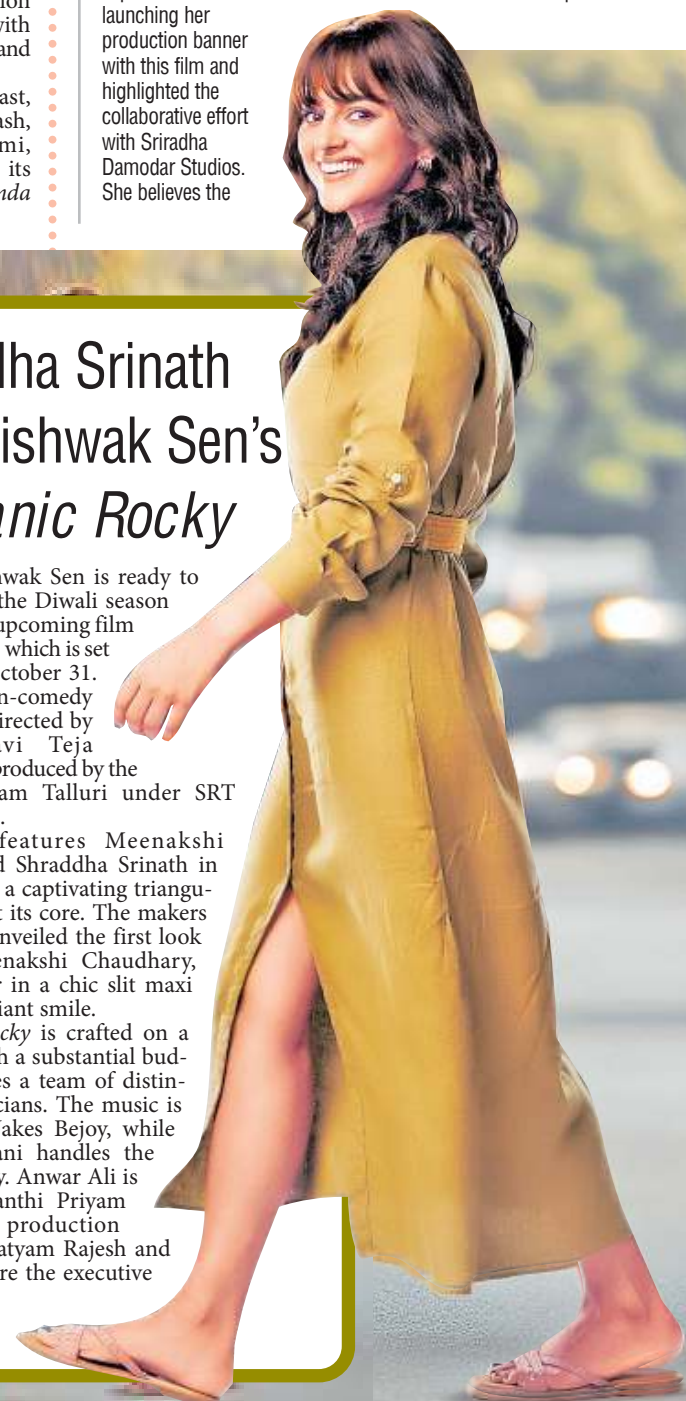 with
and
ast,
ash,
mi,
its
nda
launching her
production banner
with this film and
highlighted the
collaborative effort
with Sriradha
Damodar Studios.
She believes the
dha Srinath
ishwak Sen's
anic Rocky
hwak Sen is ready to
the Diwali season
upcoming film
which is set
ctober 31.
n-comedy
irected by
avi Teja
produced by the
am Talluri under SRT
.
features Meenakshi
d Shraddha Srinath in
a captivating triangu-
t its core. The makers
nveiled the first look
enakshi Chaudhary,
r in a chic slit maxi
iant smile.
cky is crafted on a
h a substantial bud-
es a team of distin-
cians. The music is
Jakes Bejoy, while
ani handles the
y. Anwar Ali is
anthi Priyam
production
atyam Rajesh and
re the executive